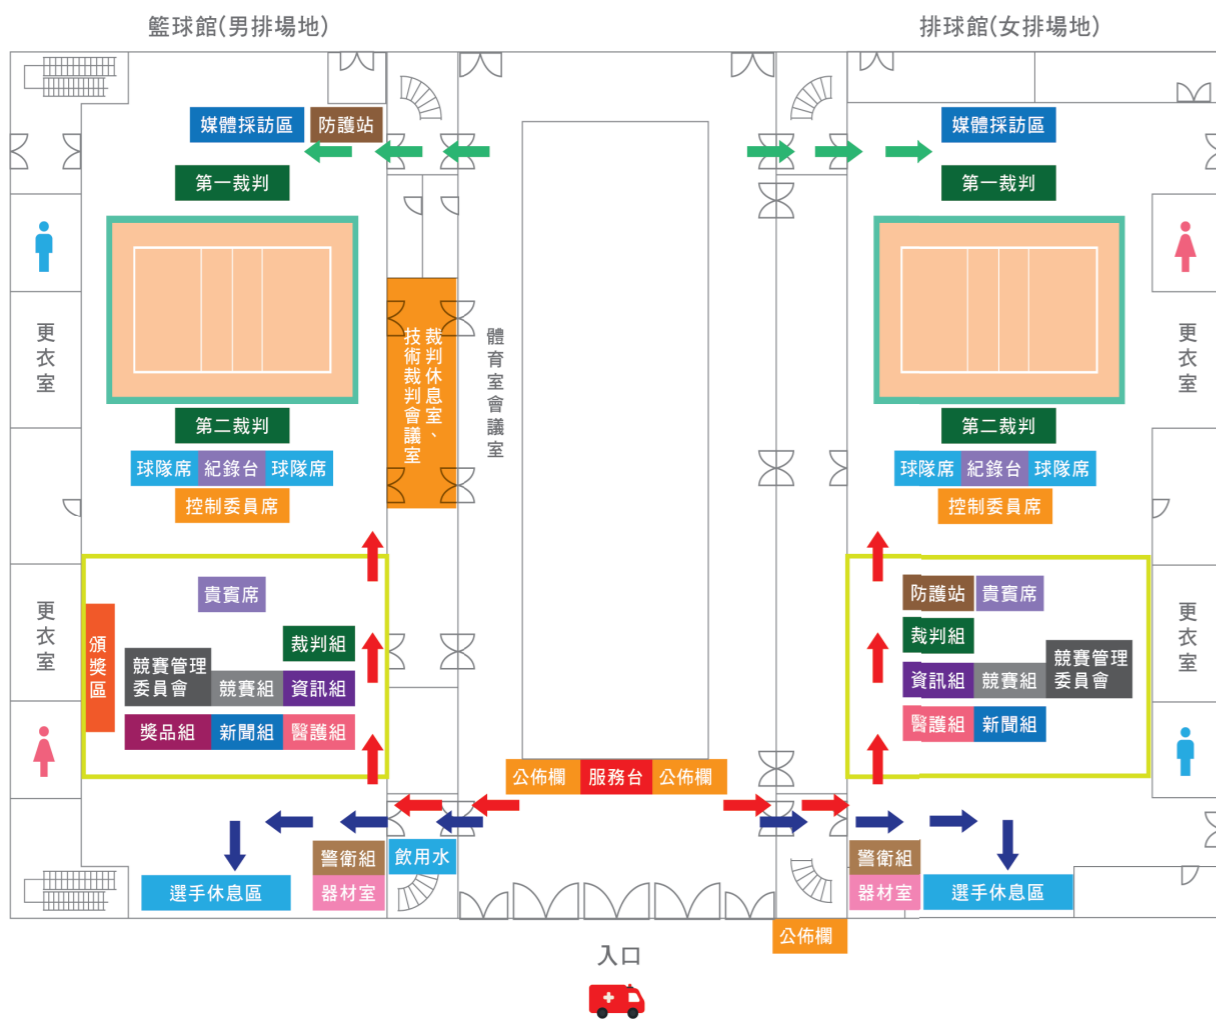 籃球館(男排場地)
排球館(女排場地)
媒體採訪區
防護站
媒體採訪區
第一裁判
第一裁判
更衣室
裁判休息室、
技術裁判會議室
體育室會議室
更衣室
第二裁判
第二裁判
球隊席
紀錄台
球隊席
球隊席
紀錄台
球隊席
控制委員席
控制委員席
更衣室
頒獎區
貴賓席
裁判組
競賽管理
委員會
競賽組
資訊組
獎品組
新聞組
醫護組
防護站
貴賓席
裁判組
競賽管理
委員會
資訊組
競賽組
醫護組
新聞組
更衣室
公佈欄
服務台
公佈欄
警衛組
飲用水
警衛組
選手休息區
器材室
器材室
選手休息區
公佈欄
入口